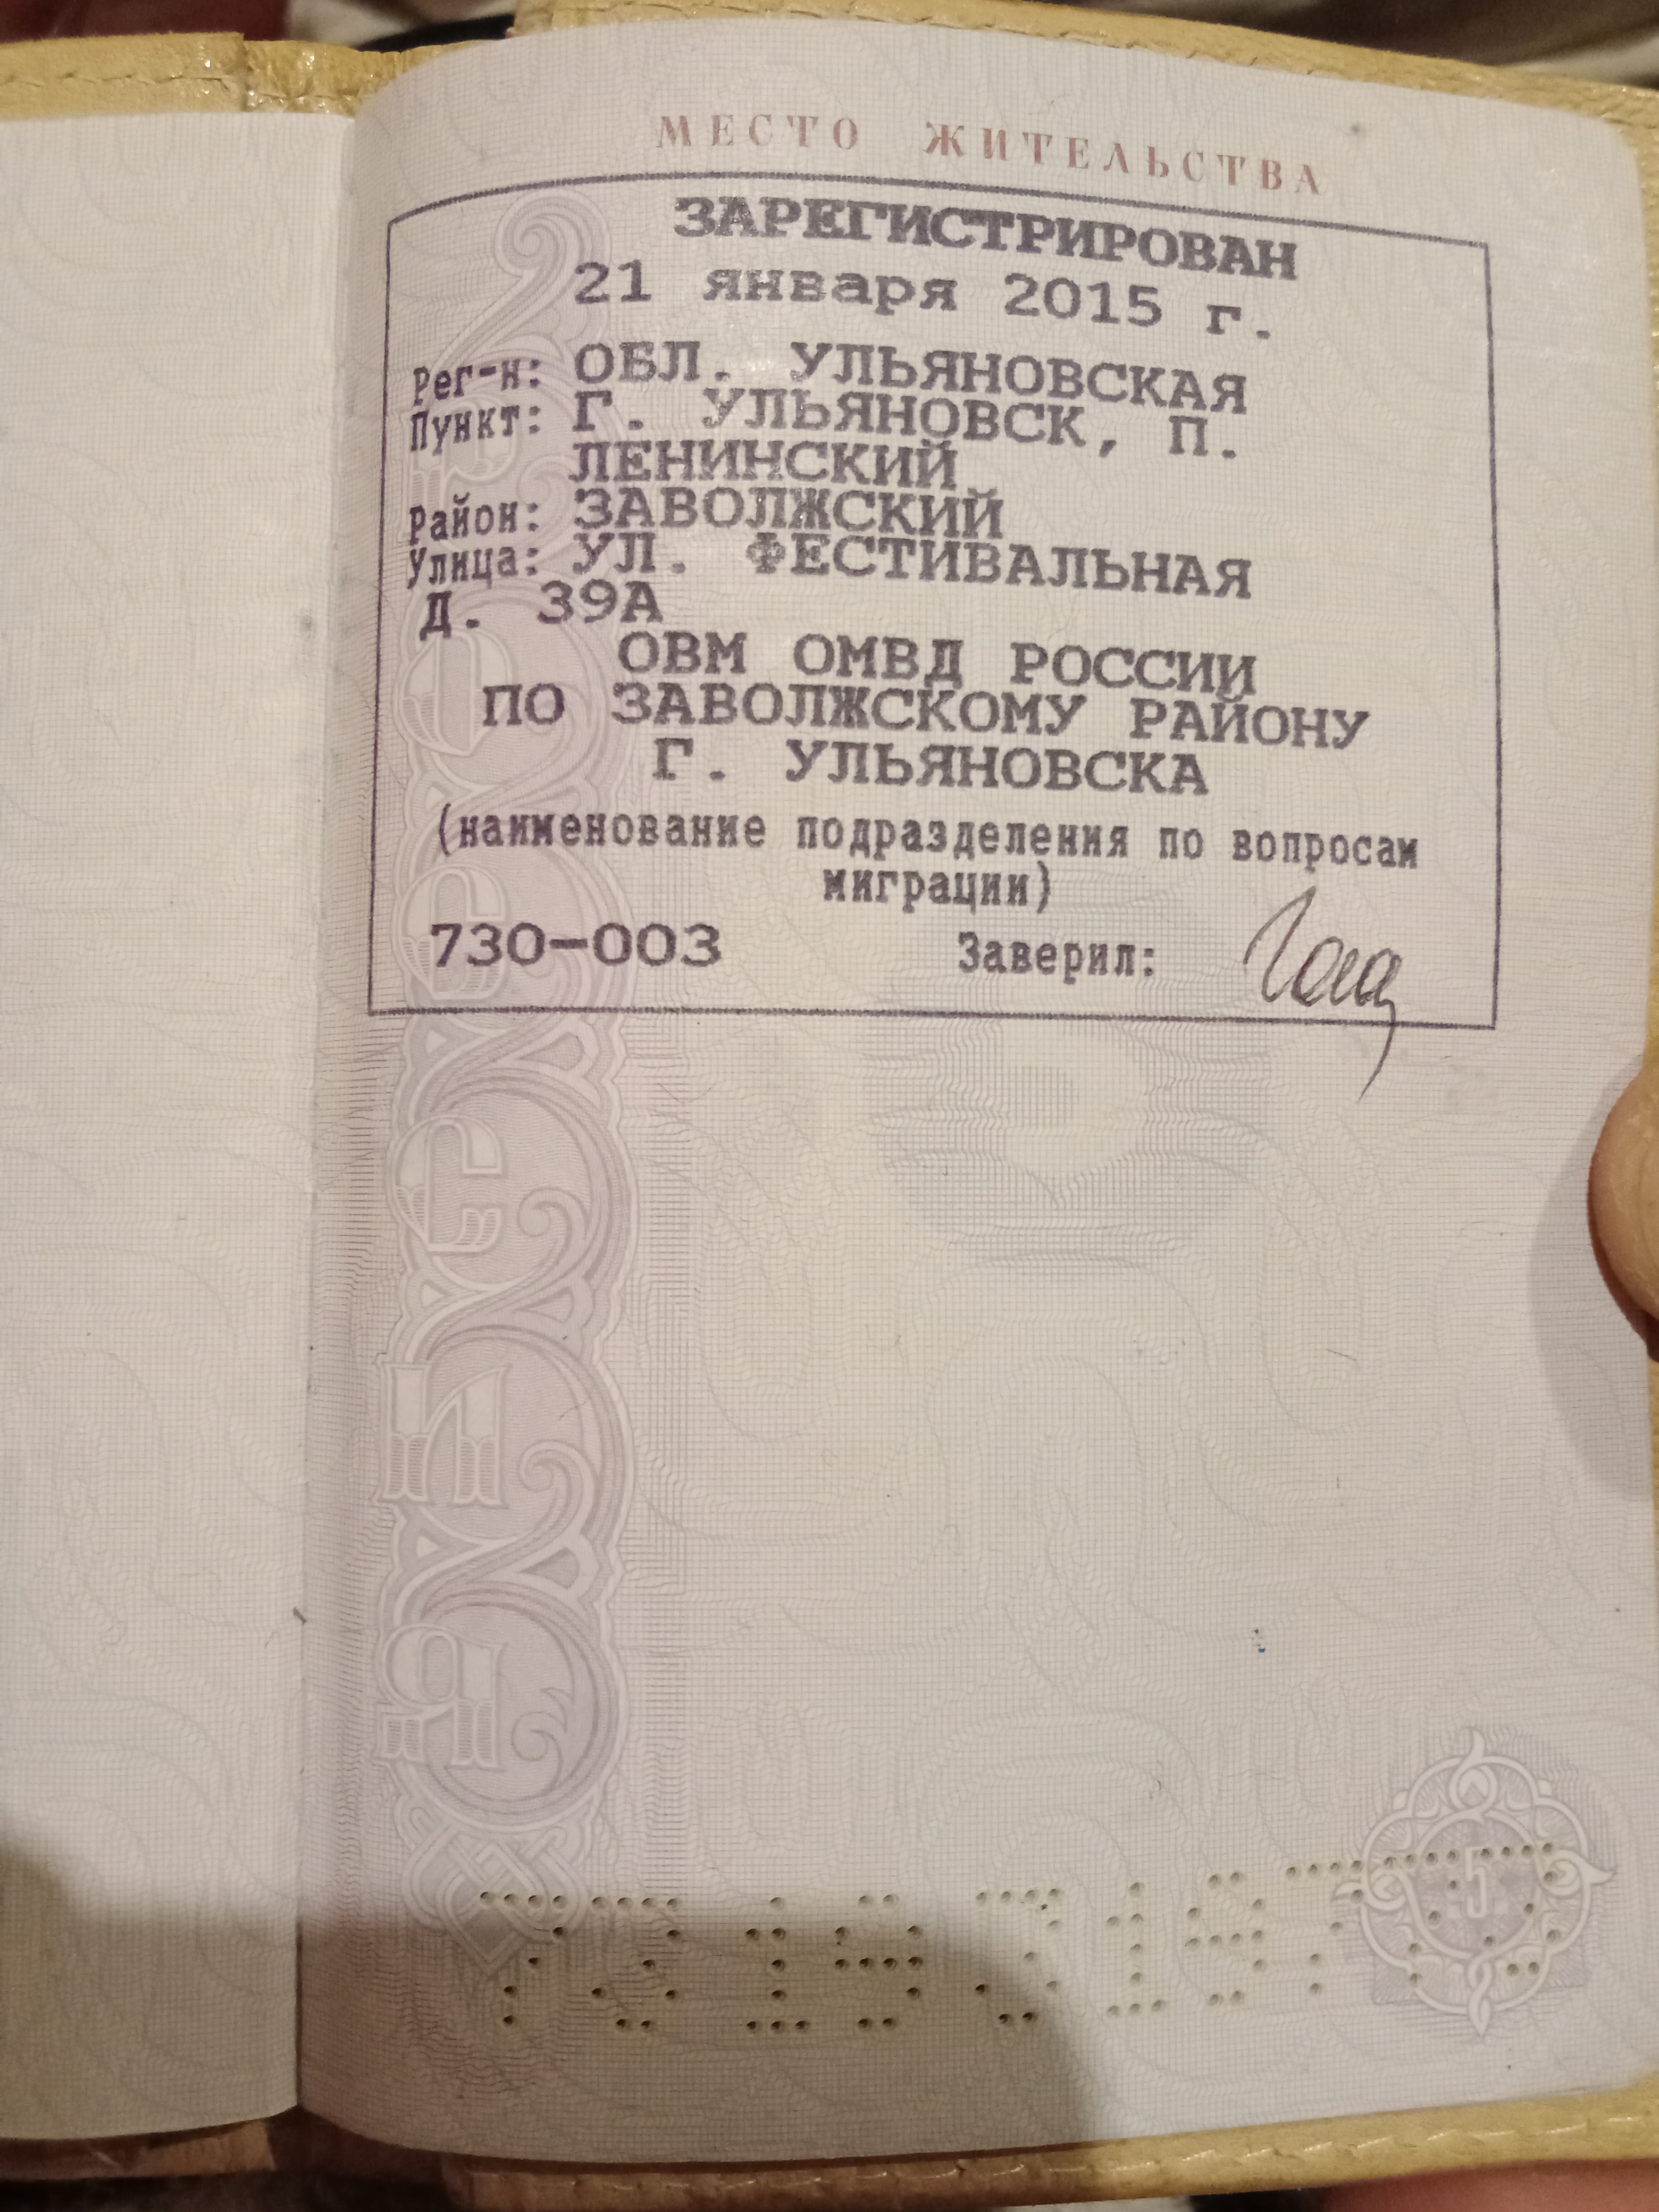 МЕСТО ЖИТЕЛЬСТВА
ЗАРЕГИСТРИРОВАН
21 января 2015 г.
Рег-н: ОБЛ. УЛЬЯНОВСКАЯ
Пункт: Г. УЛЬЯНОВСК, П.
ЛЕНИНСКИЙ
Район: ЗАВОЛЖСКИЙ
Улица: УЛ. ФЕСТИВАЛЬНАЯ
Д. 39А
ОВМ ОМВД РОССИИ
ПО ЗАВОЛЖСКОМУ РАЙОНУ
Г. УЛЬЯНОВСКА
(наименование подразделения по вопросам
миграции)
730-003 Заверил:
РОССИЯ
5